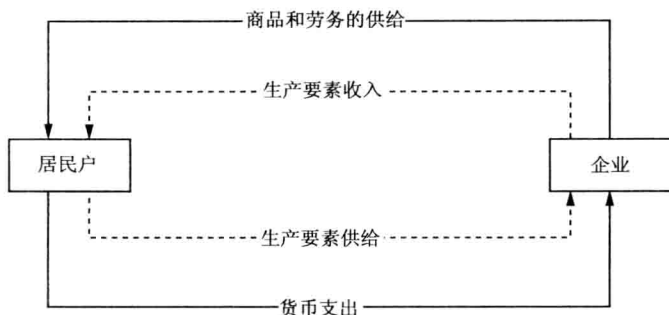 商品和劳务的供给
生产要素收入
居民户
企业
生产要素供给
货币支出